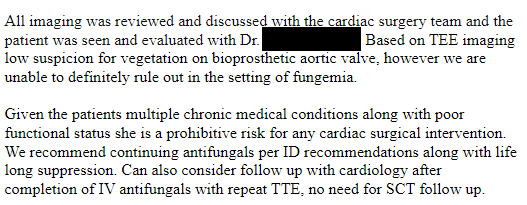 All imaging was reviewed and discussed with the cardiac surgery team and the
patient was seen and evaluated with Dr. Based on TEE imaging
low suspicion for vegetation on bioprosthetic aortic valve, however we are
unable to definitely rule out in the setting of fungemia.
Given the patients multiple chronic medical conditions along with poor
functional status she is a prohibitive risk for any cardiac surgical intervention.
We recommend continuing antifungals per ID recommendations along with life
long suppression. Can also consider follow up with cardiology after
completion of IV antifungals with repeat TTE, no need for SCT follow up.